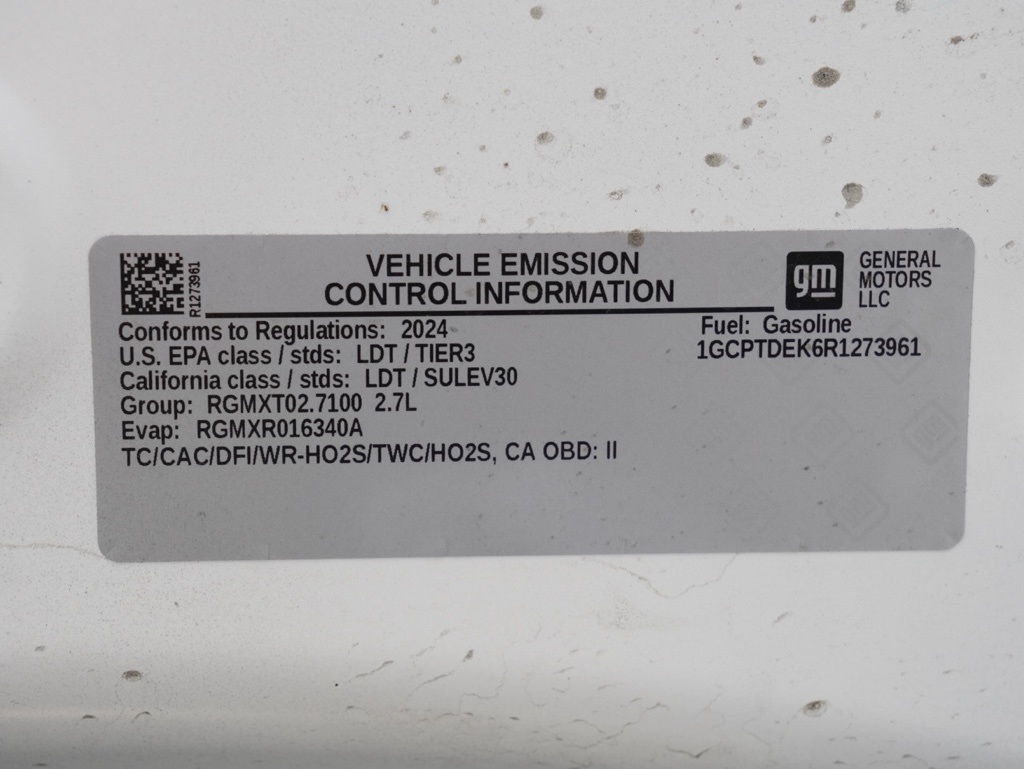 R1273961
VEHICLE EMISSION
CONTROL INFORMATION
gm
GENERAL
MOTORS
LLC
Conforms to Regulations: 2024
Fuel: Gasoline
U.S. EPA class / stds: LDT / TIER3
1GCPTDEK6R1273961
California class / stds: LDT / SULEV30
Group: RGMXT02.7100 2.7L
Evap: RGMXR016340A
TC/CAC/DFI/WR-HO2S/TWC/HO2S, CA OBD: II